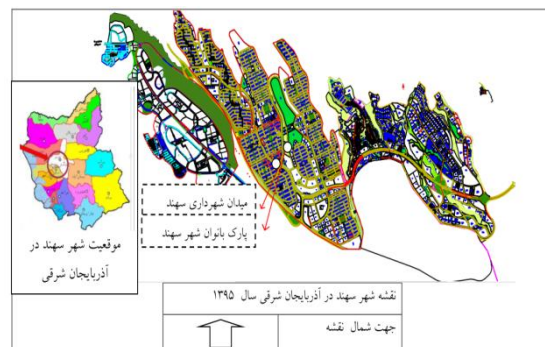 میدان شهرداری سهند
پارک بانوان شهر سهند
موقعیت شهر سهند در
آذربایجان شرقی
نقشه شهر سهند در آذربایجان شرقی سال ۱۳۹۵
جهت شمال نقشه